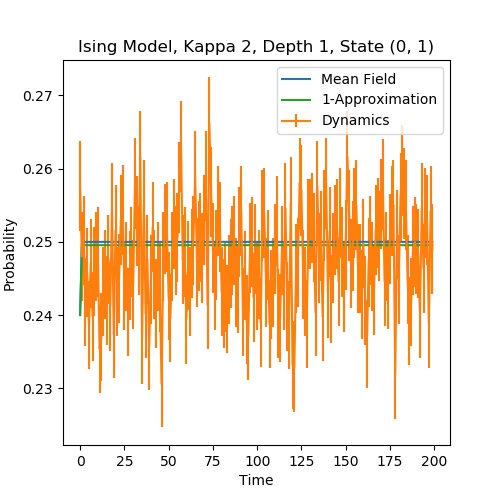 Ising Model, Kappa 2, Depth 1, State (0, 1)
Mean Field
1-Approximation
Dynamics
0.27
0.26
0.25
0.24
0.23
Probability
0 25 50 75 100 125 150 175 200
Time